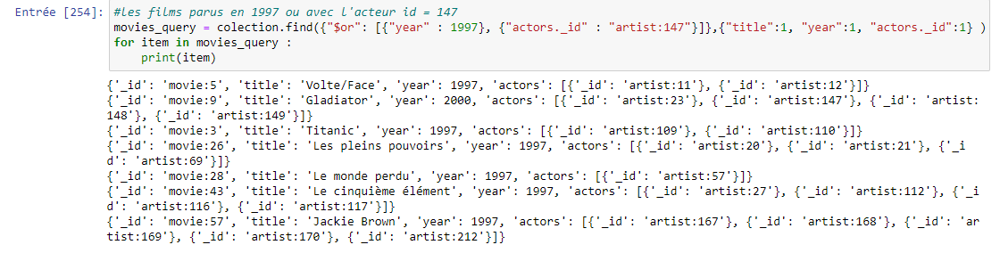 Entrée [254]: #Les films parus en 1997 ou avec l'acteur id = 147
movies_query = colection.find({"$or": [{"year" : 1997}, {"actors._id" : "artist:147"}]},{"title":1, "year":1, "actors._id":1} )
for item in movies_query :
    print(item)
{'_id': 'movie:5', 'title': 'Volte/Face', 'year': 1997, 'actors': [{'_id': 'artist:11'}, {'_id': 'artist:12'}]}
{'_id': 'movie:9', 'title': 'Gladiator', 'year': 2000, 'actors': [{'_id': 'artist:23'}, {'_id': 'artist:147'}, {'_id': 'artist:
148'}, {'_id': 'artist:149'}]}
{'_id': 'movie:3', 'title': 'Titanic', 'year': 1997, 'actors': [{'_id': 'artist:109'}, {'_id': 'artist:110'}]}
{'_id': 'movie:26', 'title': 'Les pleins pouvoirs', 'year': 1997, 'actors': [{'_id': 'artist:20'}, {'_id': 'artist:21'}, {'_i
d': 'artist:69'}]}
{'_id': 'movie:28', 'title': 'Le monde perdu', 'year': 1997, 'actors': [{'_id': 'artist:57'}]}
{'_id': 'movie:43', 'title': 'Le cinquième élément', 'year': 1997, 'actors': [{'_id': 'artist:27'}, {'_id': 'artist:112'}, {'_i
d': 'artist:116'}, {'_id': 'artist:117'}]}
{'_id': 'movie:57', 'title': 'Jackie Brown', 'year': 1997, 'actors': [{'_id': 'artist:167'}, {'_id': 'artist:168'}, {'_id': 'ar
tist:169'}, {'_id': 'artist:170'}, {'_id': 'artist:212'}]}